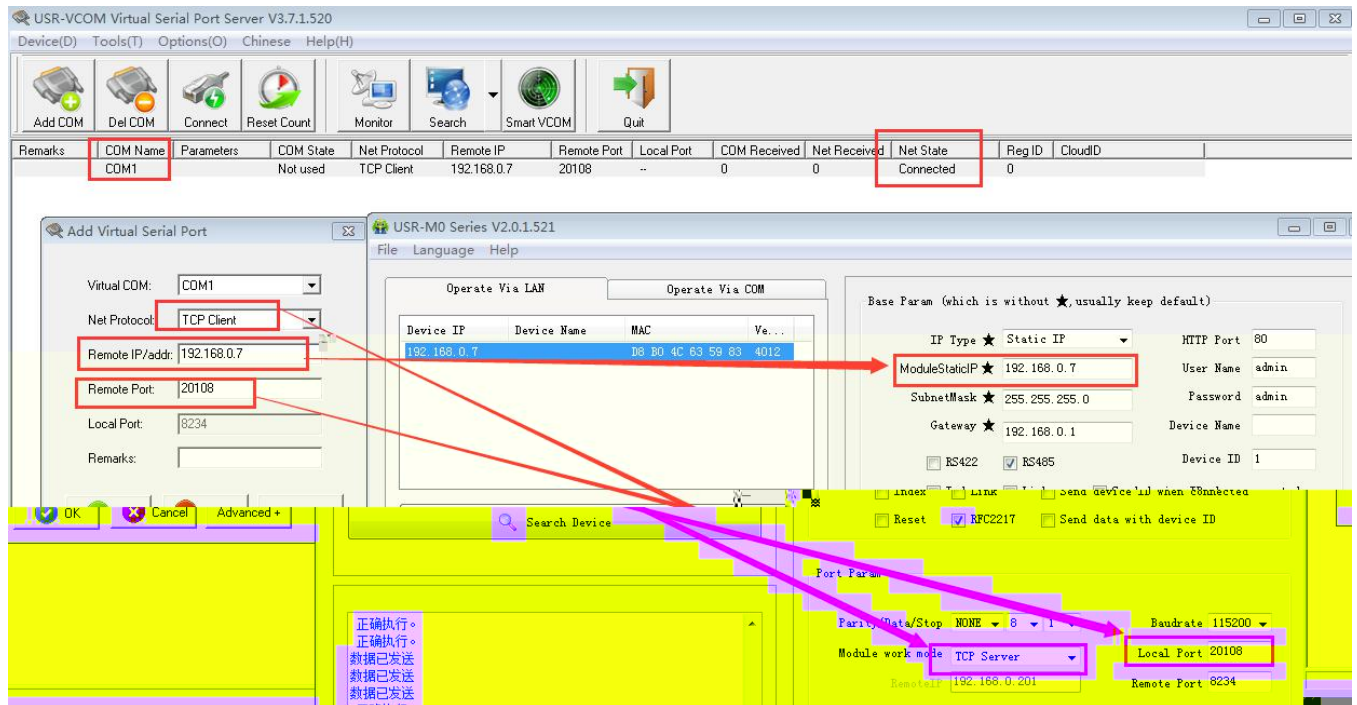 USR-VCOM Virtual Serial Port Server V3.7.1.520
Device(D) Tools(T) Options(O) Chinese Help(H)
Add COM Del COM Connect Reset Count Monitor Search Smart VCOM Quit
Remarks COM Name Parameters COM State Net Protocol Remote IP Remote Port Local Port COM Received Net Received Net State Reg ID CloudID
COM1 Not used TCP Client 192.168.0.7 20108 -- 0 0 Connected 0
Add Virtual Serial Port
Virtual COM: COM1
Net Protocol: TCP Client
Remote IP/addr: 192.168.0.7
Remote Port: 20108
Local Port: 8234
Remarks:
OK Cancel Advanced +
USR-M0 Series V2.0.1.521
File Language Help
Operate Via LAN Operate Via COM
Device IP Device Name MAC Ve...
192.168.0.7 D8 B0 4C 63 59 83 4012
Search Device
正确执行。
正确执行。
数据已发送
数据已发送
数据已发送
Base Param (which is without ★,usually keep default)
IP Type ★ Static IP HTTP Port 80
ModuleStaticIP ★ 192.168.0.7 User Name admin
SubnetMask ★ 255.255.255.0 Password admin
Gateway ★ 192.168.0.1 Device Name
RS422 RS485 Device ID 1
Index Link Send device ID when connected
Reset RFC2217 Send data with device ID
Port Param
Parity/Data/Stop NONE 8 1 Baudrate 115200
Module work mode TCP Server Local Port 20108
RemoteIP 192.168.0.201 Remote Port 8234